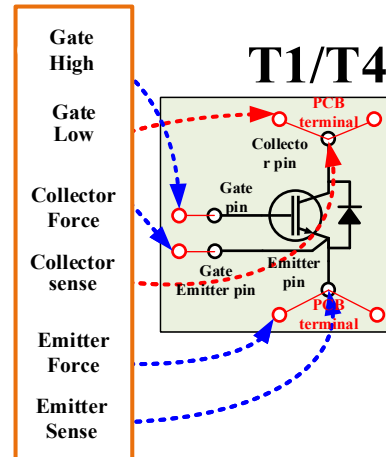 Gate
High
Gate
Low
Collector
Force
Collector
sense
Emitter
Force
Emitter
Sense
T1/T4
PCB
terminal
Collecto
r pin
Gate
pin
Gate
Emitter pin
Emitter
pin
PCB
terminal